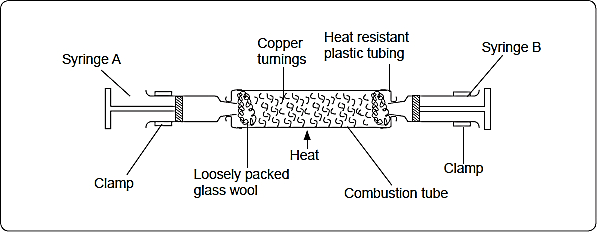 Syringe A
Copper
turnings
Heat resistant
plastic tubing
Syringe B
Clamp
Loosely packed
glass wool
Heat
Combustion tube
Clamp